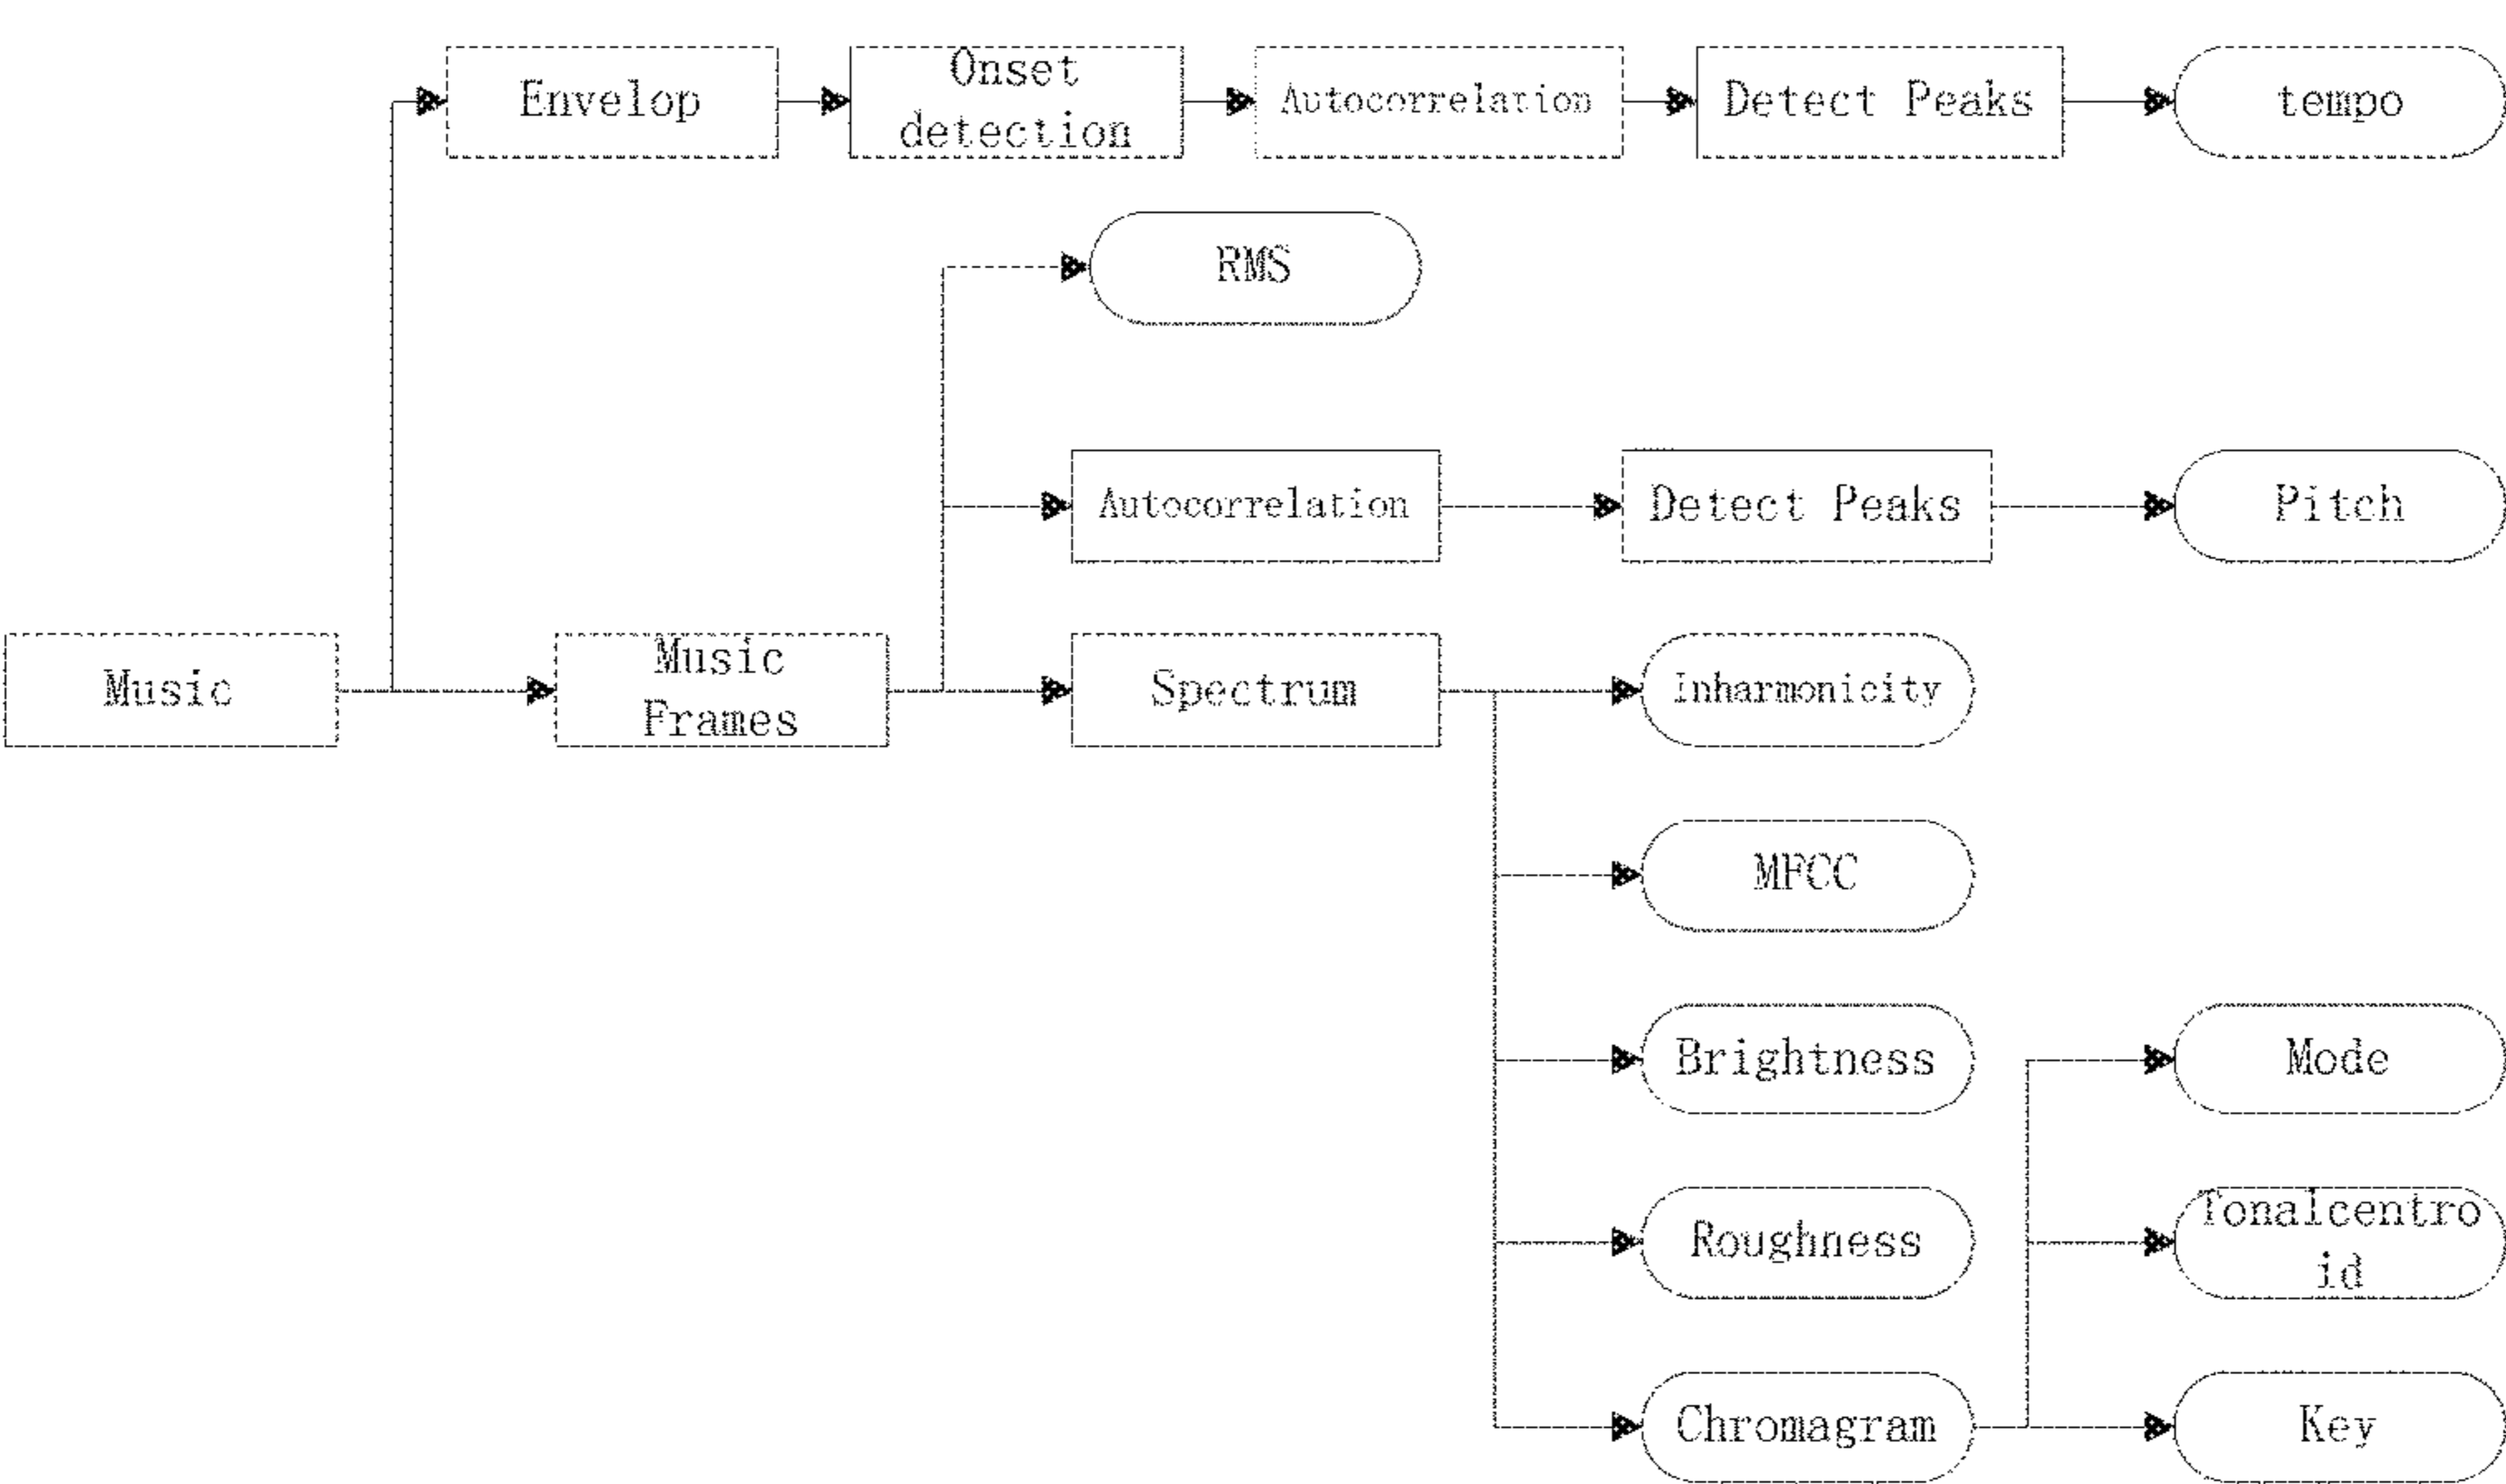 Envelop
Onset
detection
Autocorrelation
Detect Peaks
tempo
RMS
Autocorrelation
Detect Peaks
Pitch
Music
Music
Frames
Spectrum
Inharmonicity
MFCC
Brightness
Mode
Roughness
Tonalcentro
id
Chromagram
Key